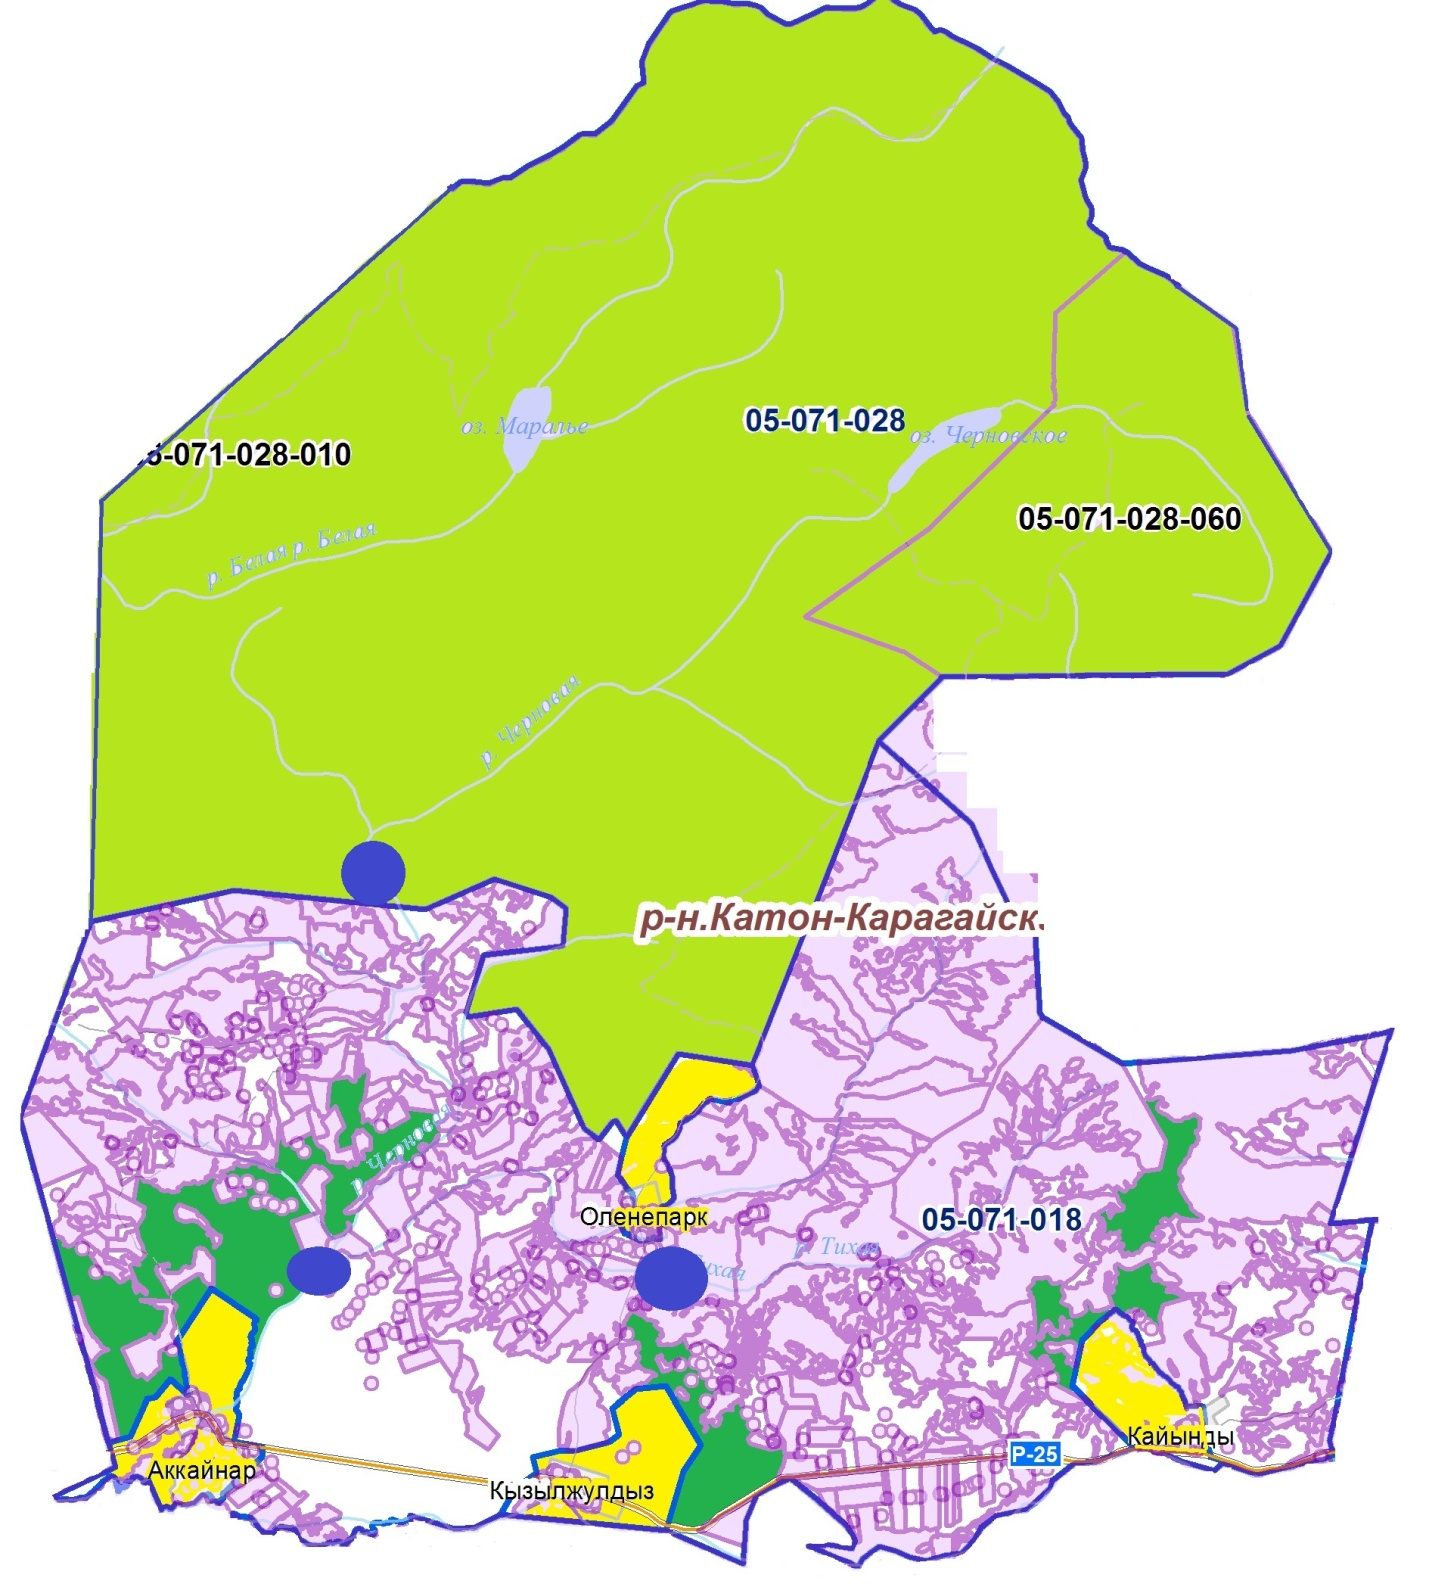 05-071-028
оз. Маралье
оз. Черновское
-071-028-010
05-071-028-060
р. Белая р. Белая
р. Черновая
р-н.Катон-Карагайск.
р. Черновая
Оленепарк
05-071-018
р. Тихая
Тихая
Кайынды
Р-25
Аккайнар
Кызылжулдыз